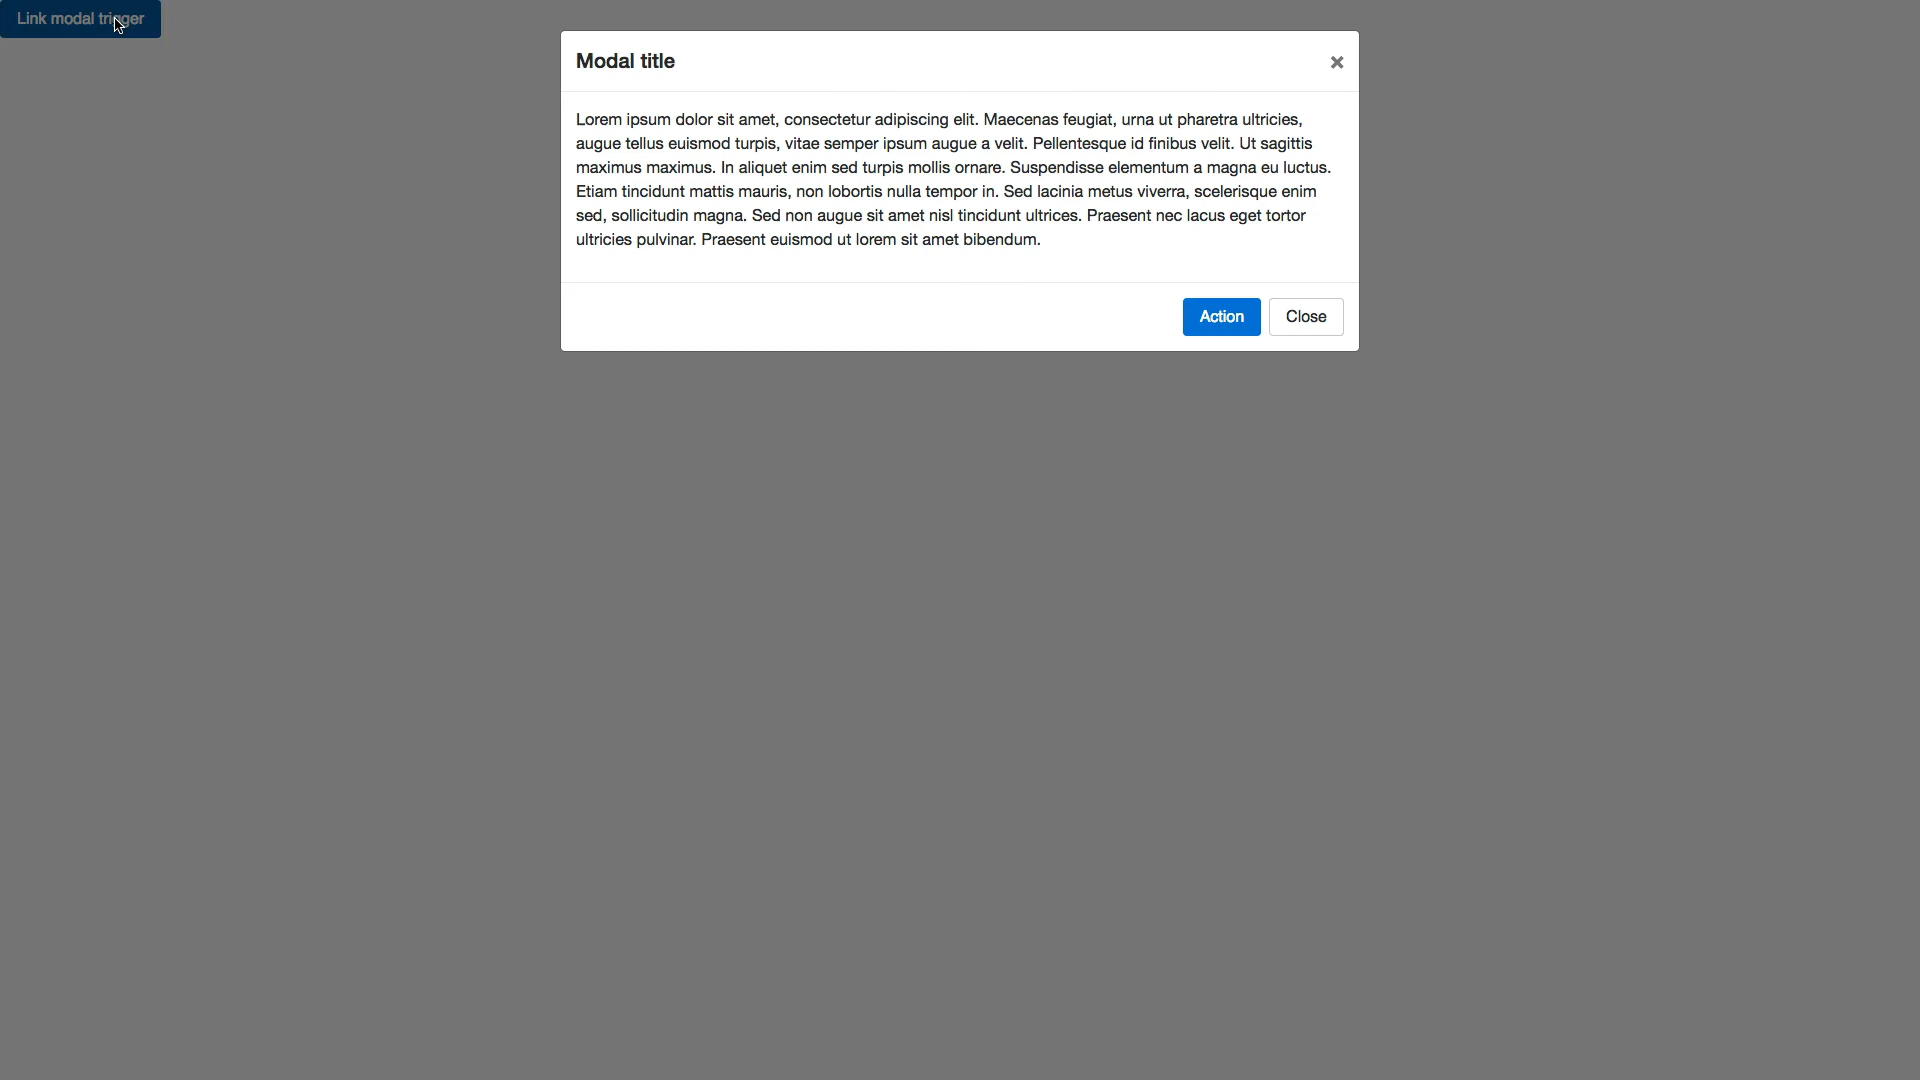 Link modal trigger
Modal title
×
Lorem ipsum dolor sit amet, consectetur adipiscing elit. Maecenas feugiat, urna ut pharetra ultricies,
augue tellus euismod turpis, vitae semper ipsum augue a velit. Pellentesque id finibus velit. Ut sagittis
maximus maximus. In aliquet enim sed turpis mollis ornare. Suspendisse elementum a magna eu luctus.
Etiam tincidunt mattis mauris, non lobortis nulla tempor in. Sed lacinia metus viverra, scelerisque enim
sed, sollicitudin magna. Sed non augue sit amet nisl tincidunt ultrices. Praesent nec lacus eget tortor
ultricies pulvinar. Praesent euismod ut lorem sit amet bibendum.
Action
Close